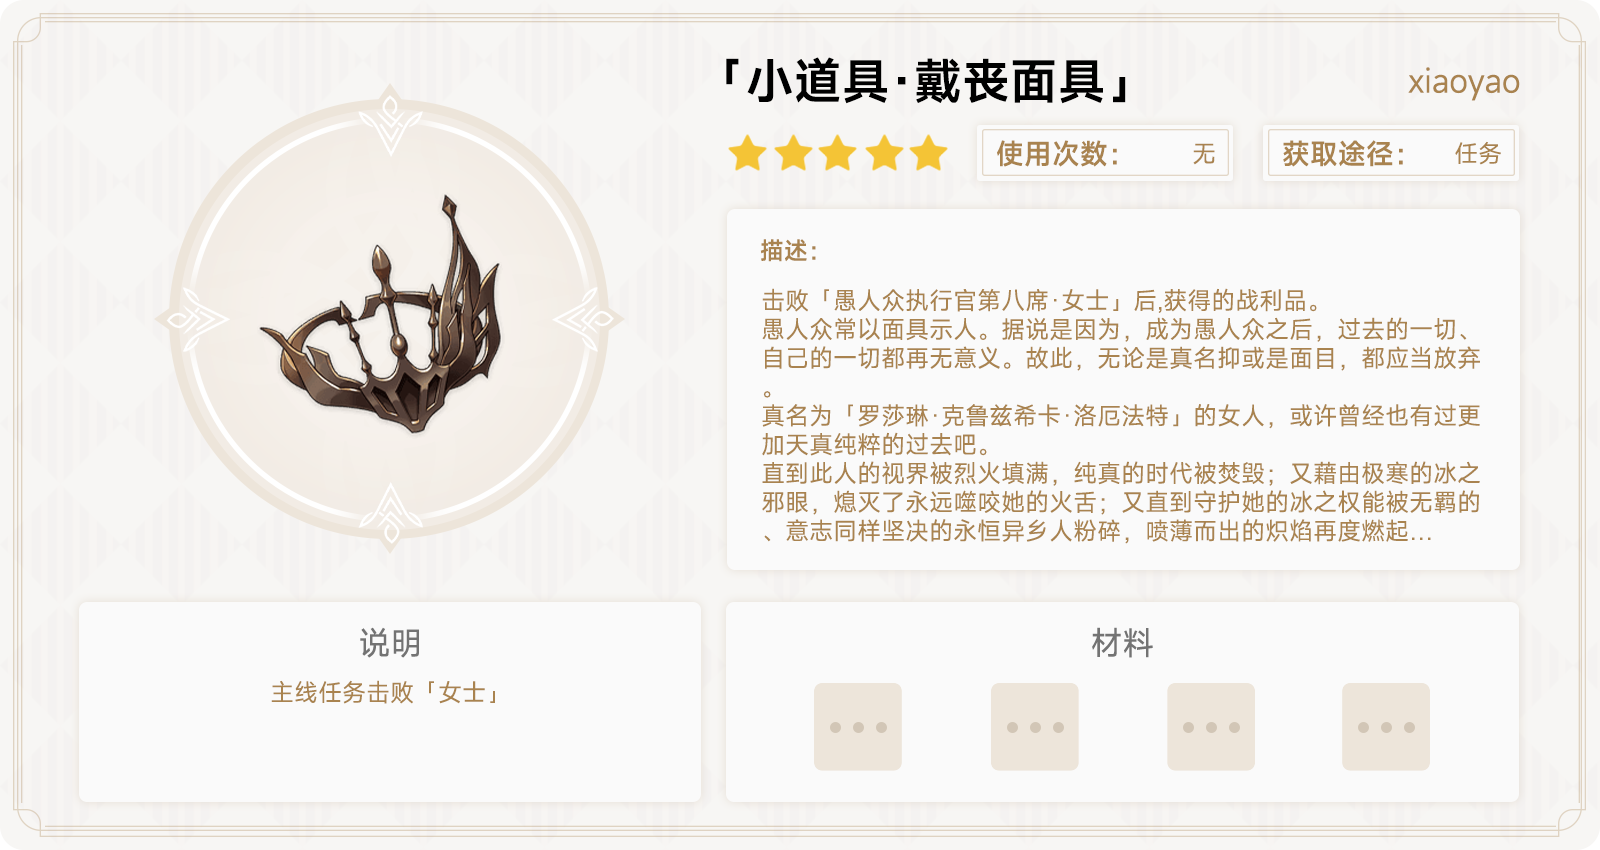 「小道具·戴丧面具」
xiaoyao
使用次数： 无
获取途径： 任务
描述：
击败「愚人众执行官第八席·女士」后,获得的战利品。
愚人众常以面具示人。据说是因为，成为愚人众之后，过去的一切、
自己的一切都再无意义。故此，无论是真名抑或是面目，都应当放弃
。
真名为「罗莎琳·克鲁兹希卡·洛厄法特」的女人，或许曾经也有过更
加天真纯粹的过去吧。
直到此人的视界被烈火填满，纯真的时代被焚毁；又藉由极寒的冰之
邪眼，熄灭了永远噬咬她的火舌；又直到守护她的冰之权能被无羁的
、意志同样坚决的永恒异乡人粉碎，喷薄而出的炽焰再度燃起...
说明
主线任务击败「女士」
材料